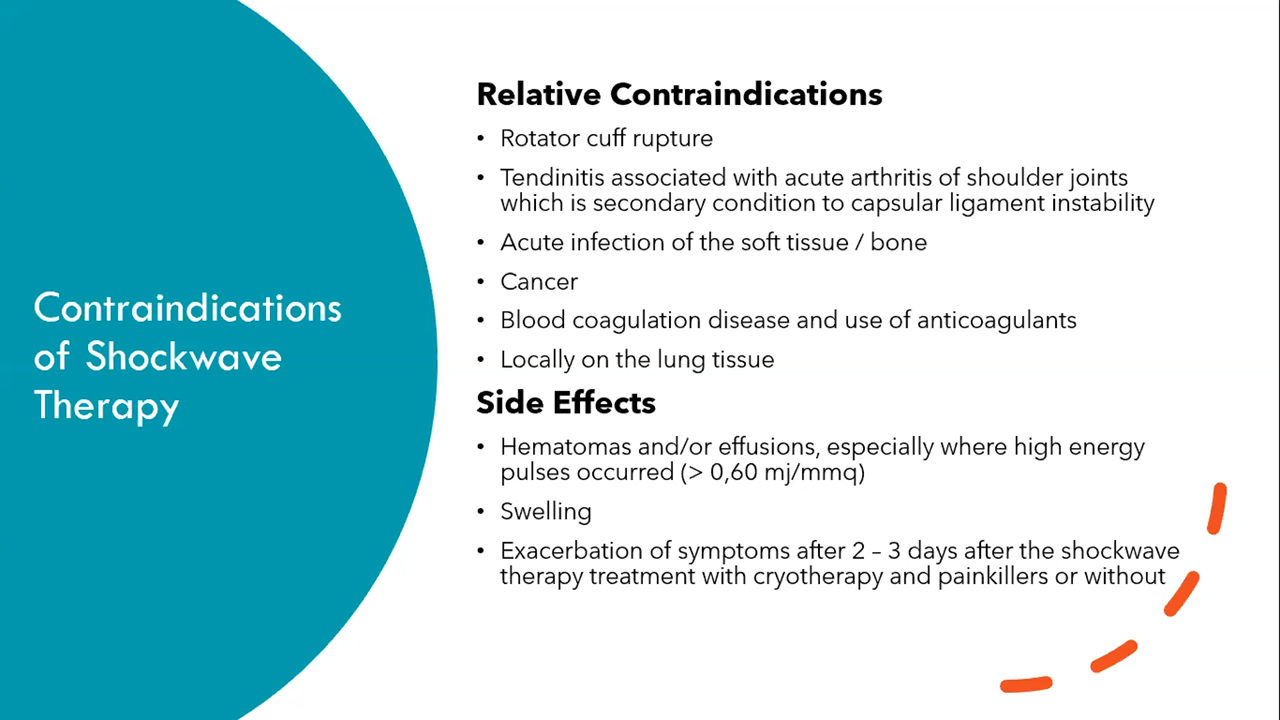 Contraindications
of Shockwave
Therapy
Relative Contraindications
• Rotator cuff rupture
• Tendinitis associated with acute arthritis of shoulder joints
which is secondary condition to capsular ligament instability
• Acute infection of the soft tissue / bone
• Cancer
• Blood coagulation disease and use of anticoagulants
• Locally on the lung tissue
Side Effects
• Hematomas and/or effusions, especially where high energy
pulses occurred (> 0,60 mj/mmq)
• Swelling
• Exacerbation of symptoms after 2 – 3 days after the shockwave
therapy treatment with cryotherapy and painkillers or without